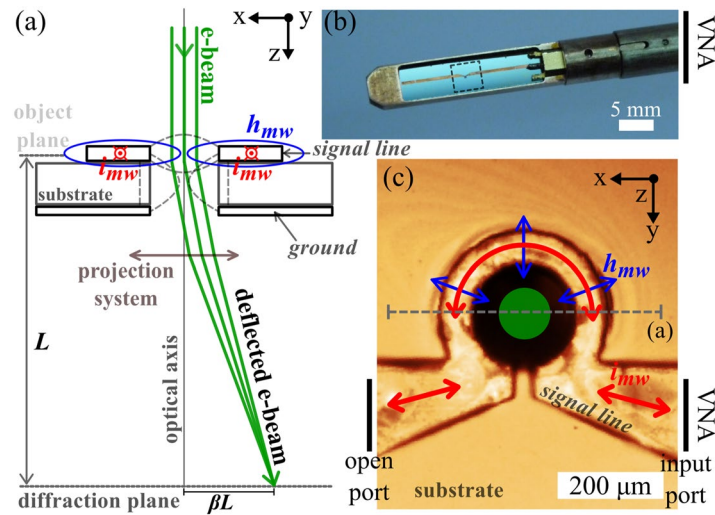 (a)
x
y
z
e-beam
object
plane
h_mw
signal line
i_mw
i_mw
substrate
ground
projection
system
L
optical axis
deflected e-beam
diffraction plane
βL
(b)
VNA
5 mm
(c)
x
z
y
h_mw
(a)
i_mw
signal line
VNA
VNA
open
port
substrate
200 μm
input
port